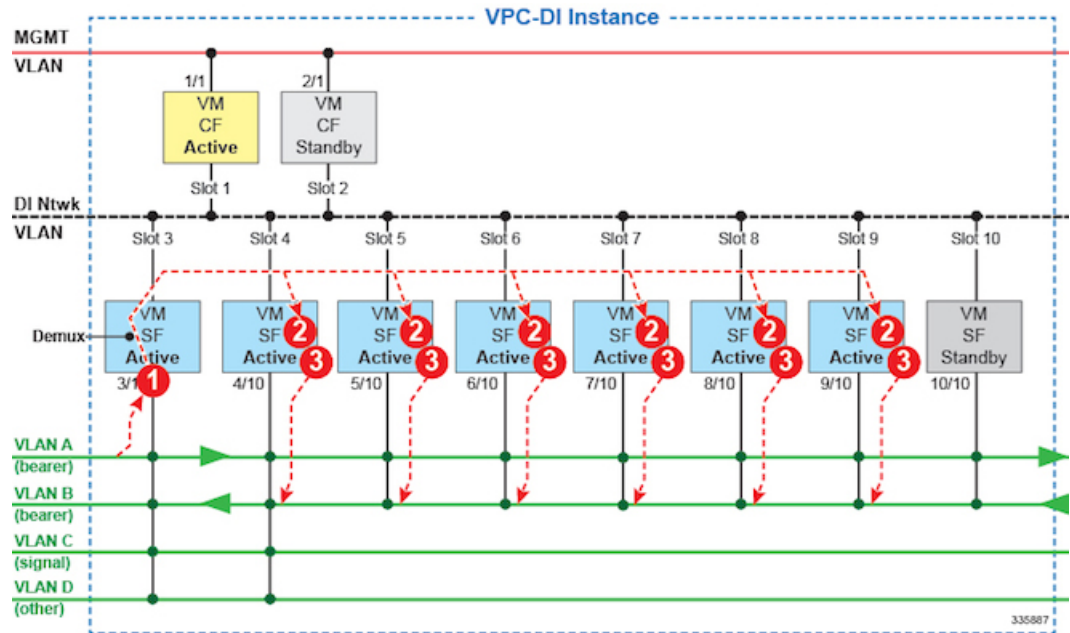 VPC-DI Instance
MGMT
VLAN
1/1
2/1
VM
CF
Active
VM
CF
Standby
Slot 1
Slot 2
DI Ntwk
VLAN
Slot 3
Slot 4
Slot 5
Slot 6
Slot 7
Slot 8
Slot 9
Slot 10
Demux
VM
SF
Active
VM
SF
Active
VM
SF
Active
VM
SF
Active
VM
SF
Active
VM
SF
Active
VM
SF
Active
VM
SF
Standby
2
2
2
2
2
2
3
3
3
3
3
3
1
4/10
5/10
6/10
7/10
8/10
9/10
10/10
VLAN A
(bearer)
VLAN B
(bearer)
VLAN C
(signal)
VLAN D
(other)
335887